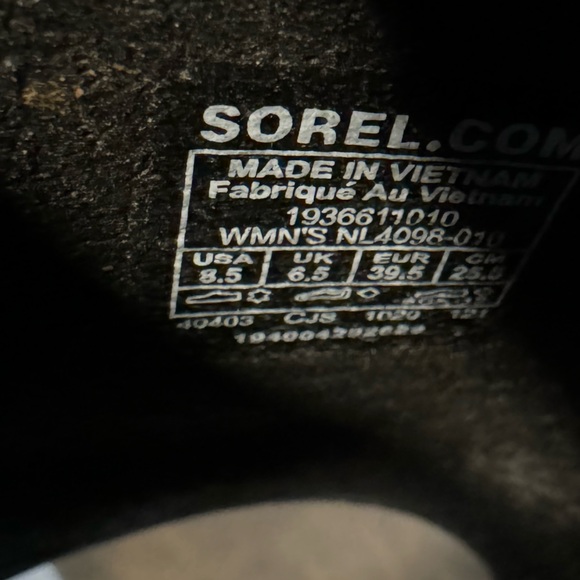 SOREL.COM
MADE IN VIETNAM
Fabriqué Au Vietnam
1936611010
WMN'S NL4098-010
USA UK EUR CM
8.5 6.5 39.5 25.5
40403 CJS 1020 121